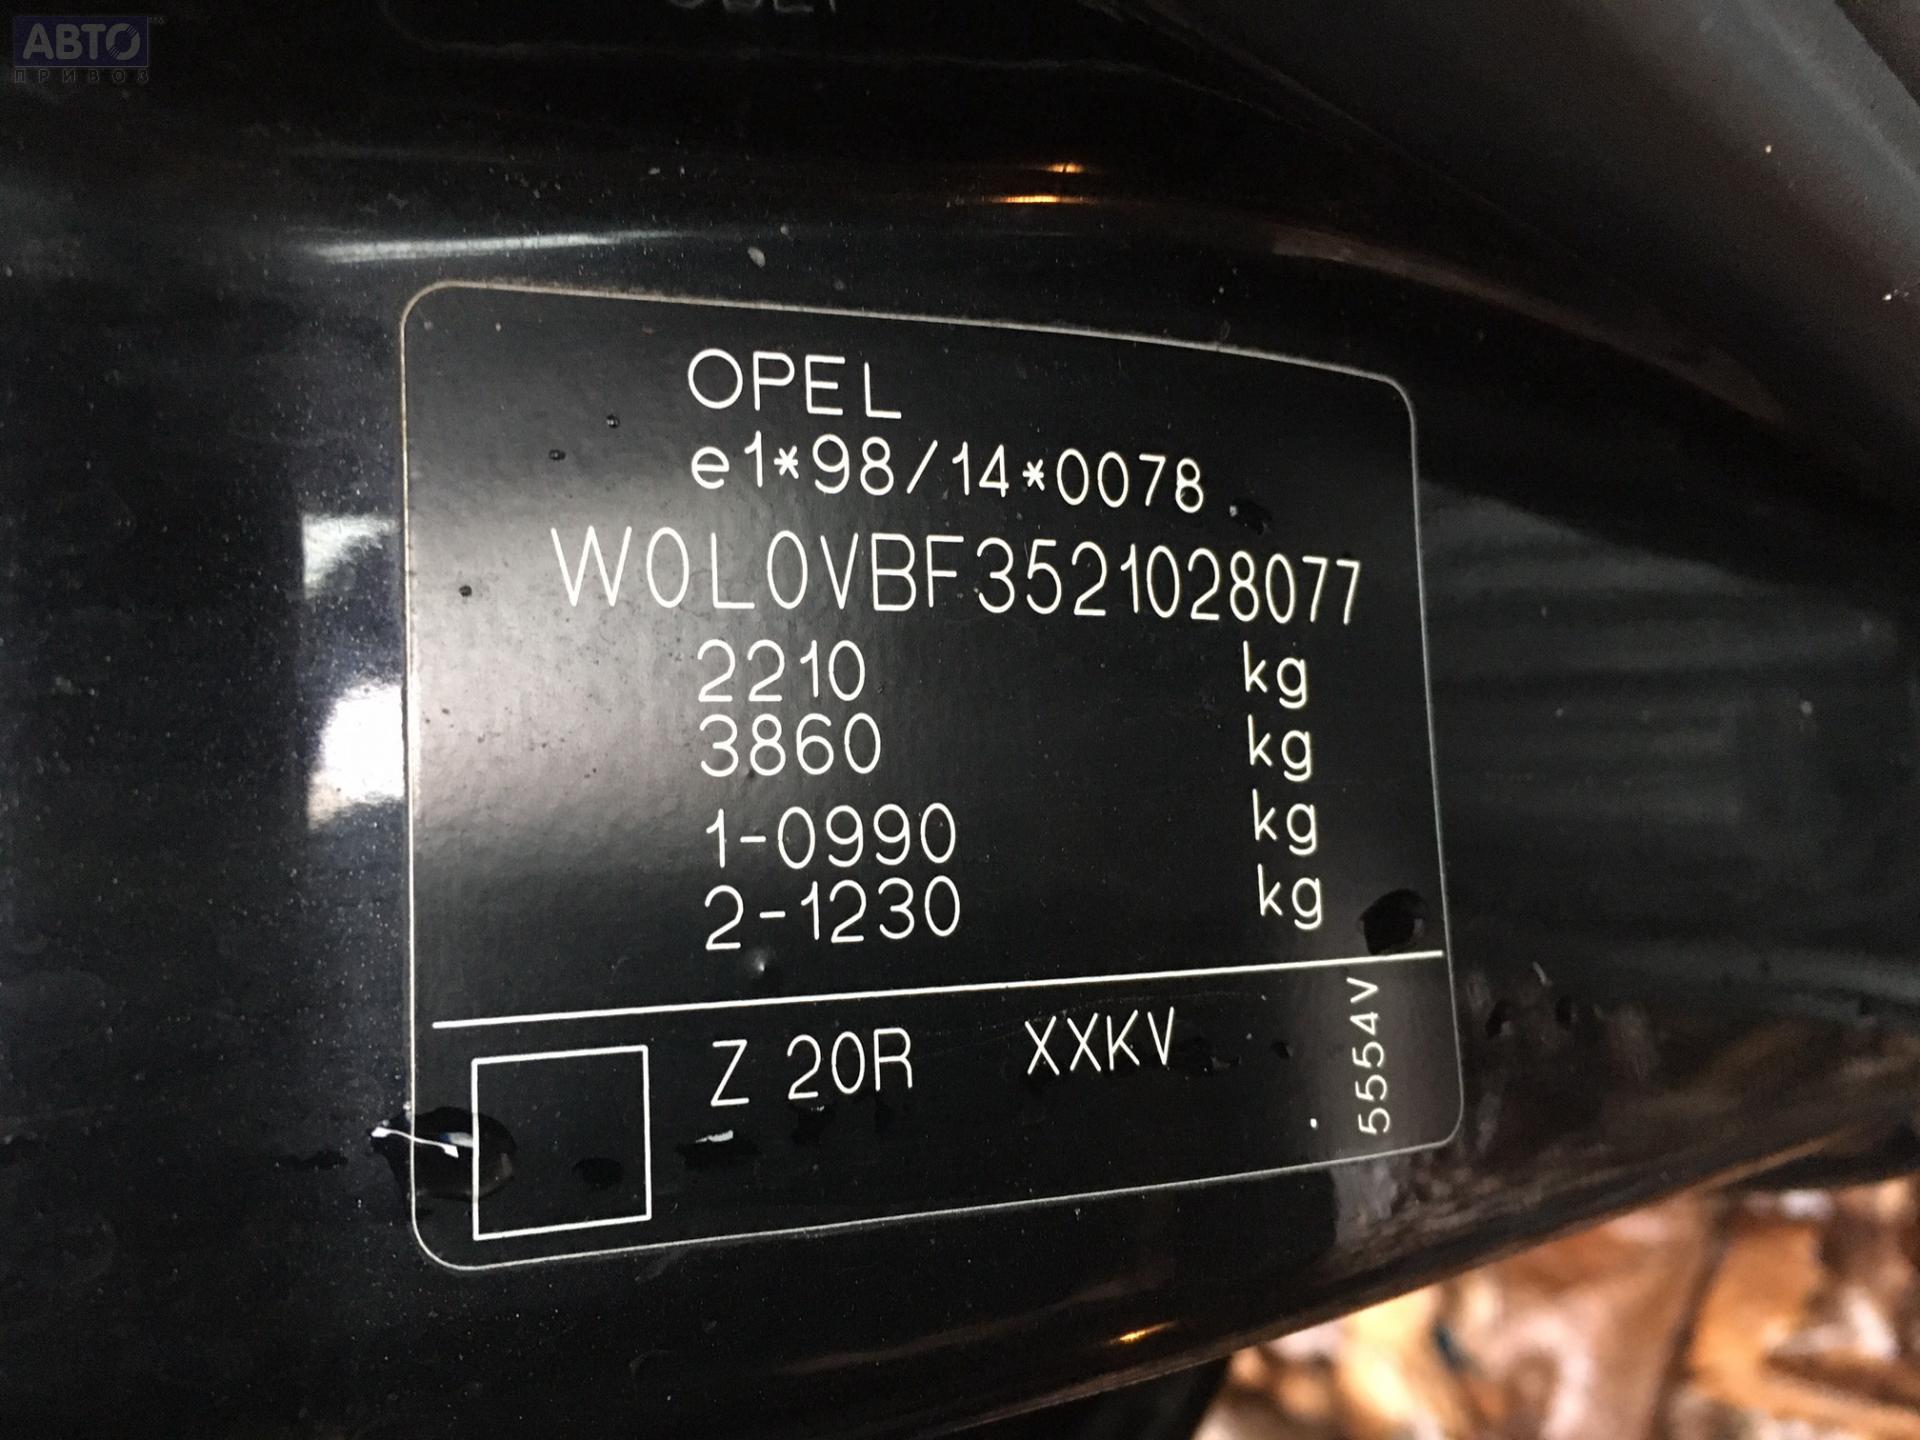 АВТО
ПРИВОЗ
OPEL
e1*98/14*0078
W0L0VBF3521028077
2210 kg
3860 kg
1-0990 kg
2-1230 kg
Z 20R XXKV
5554V